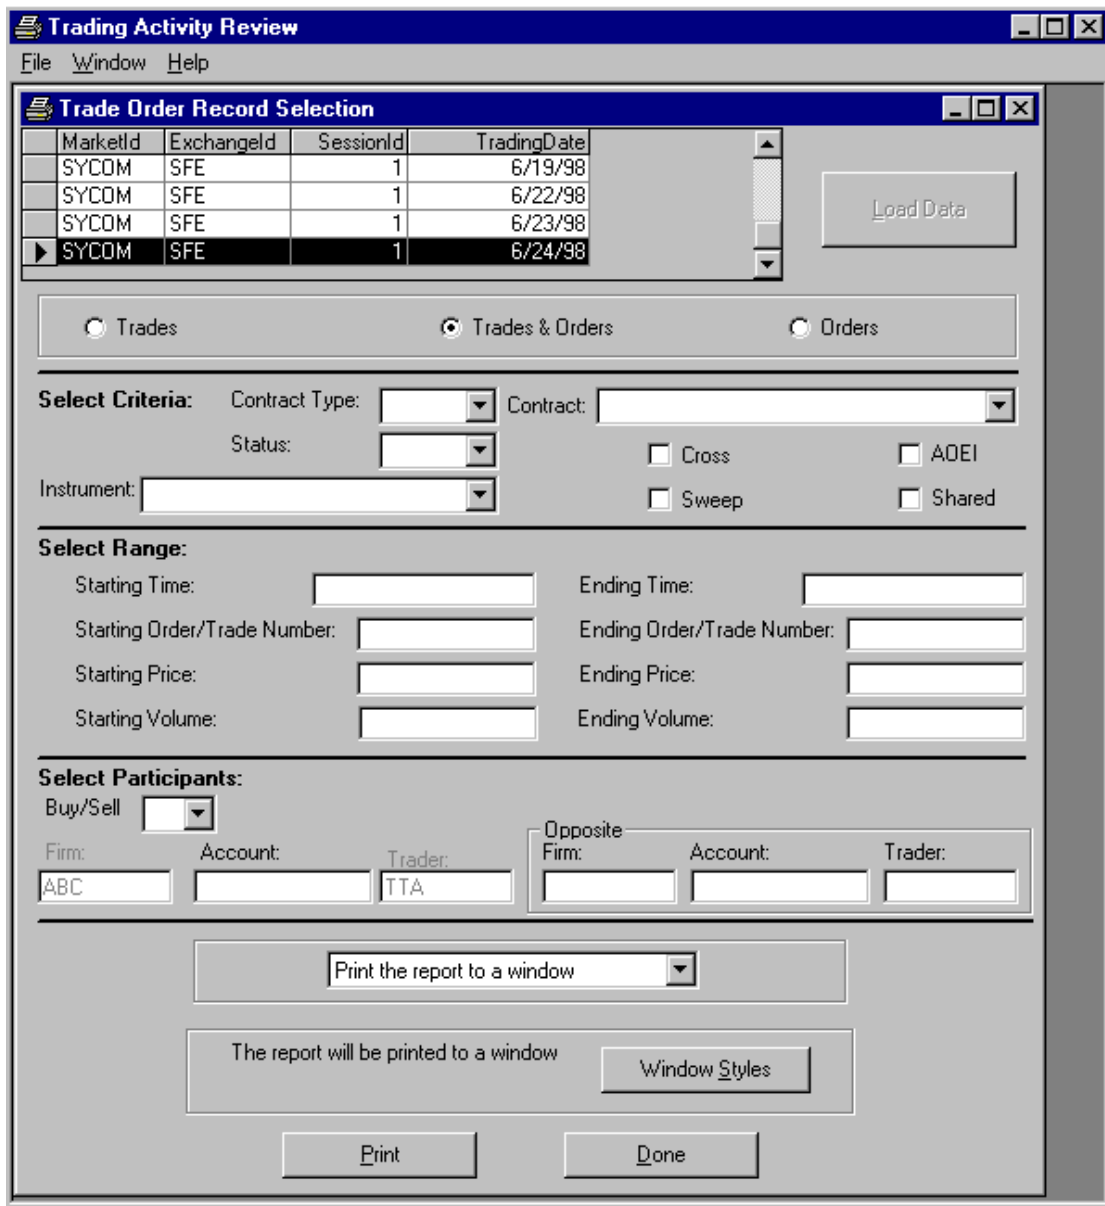 Trading Activity Review
File Window Help
Trade Order Record Selection
MarketId ExchangeId SessionId TradingDate
SYCOM SFE 1 6/19/98
SYCOM SFE 1 6/22/98
SYCOM SFE 1 6/23/98
SYCOM SFE 1 6/24/98
Load Data
Trades Trades & Orders Orders
Select Criteria: Contract Type: Contract:
Status: Cross AOEI
Instrument: Sweep Shared
Select Range:
Starting Time: Ending Time:
Starting Order/Trade Number: Ending Order/Trade Number:
Starting Price: Ending Price:
Starting Volume: Ending Volume:
Select Participants:
Buy/Sell
Opposite
Firm: Account: Trader: Firm: Account: Trader:
ABC TTA
Print the report to a window
The report will be printed to a window Window Styles
Print Done